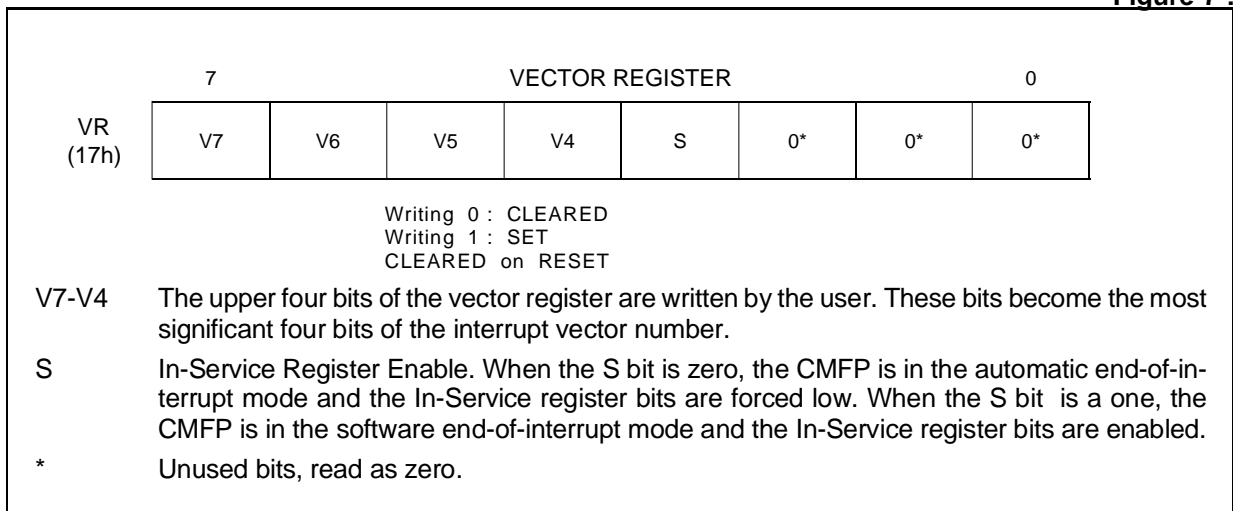 Figure 7 :
7 VECTOR REGISTER 0
VR
(17h)
V7 V6 V5 V4 S 0* 0* 0*
Writing 0 : CLEARED
Writing 1 : SET
CLEARED on RESET
V7-V4 The upper four bits of the vector register are written by the user. These bits become the most
significant four bits of the interrupt vector number.
S In-Service Register Enable. When the S bit is zero, the CMFP is in the automatic end-of-in-
terrupt mode and the In-Service register bits are forced low. When the S bit is a one, the
CMFP is in the software end-of-interrupt mode and the In-Service register bits are enabled.
* Unused bits, read as zero.